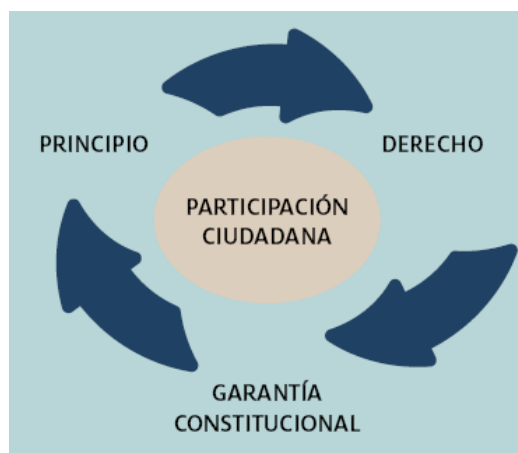 PRINCIPIO
DERECHO
PARTICIPACIÓN
CIUDADANA
GARANTÍA
CONSTITUCIONAL